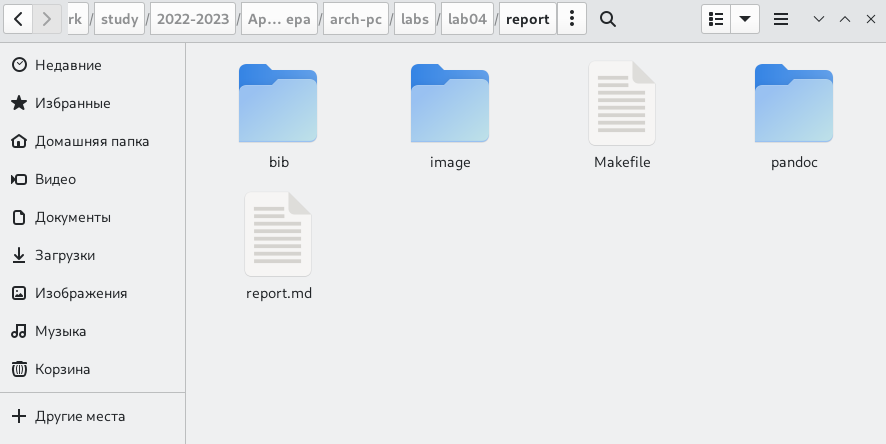 rk / study / 2022-2023 / Ар... ера / arch-pc / labs / lab04 / report
Недавние
Избранные
Домашняя папка
Видео
Документы
Загрузки
Изображения
Музыка
Корзина
Другие места
bib
image
Makefile
pandoc
report.md